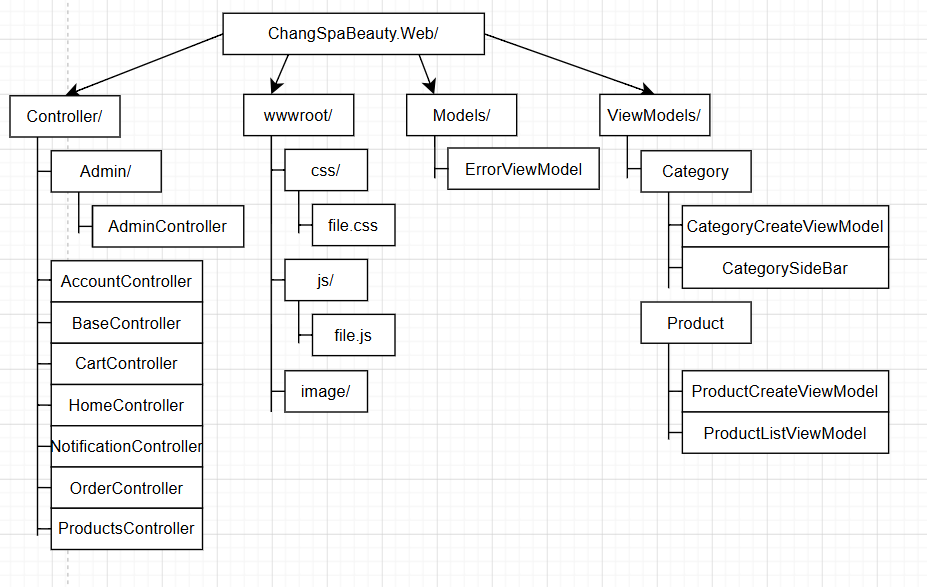 ChangSpaBeauty.Web/
Controller/
Admin/
AdminController
AccountController
BaseController
CartController
HomeController
NotificationController
OrderController
ProductsController
wwwroot/
css/
file.css
js/
file.js
image/
Models/
ErrorViewModel
ViewModels/
Category
CategoryCreateViewModel
CategorySideBar
Product
ProductCreateViewModel
ProductListViewModel